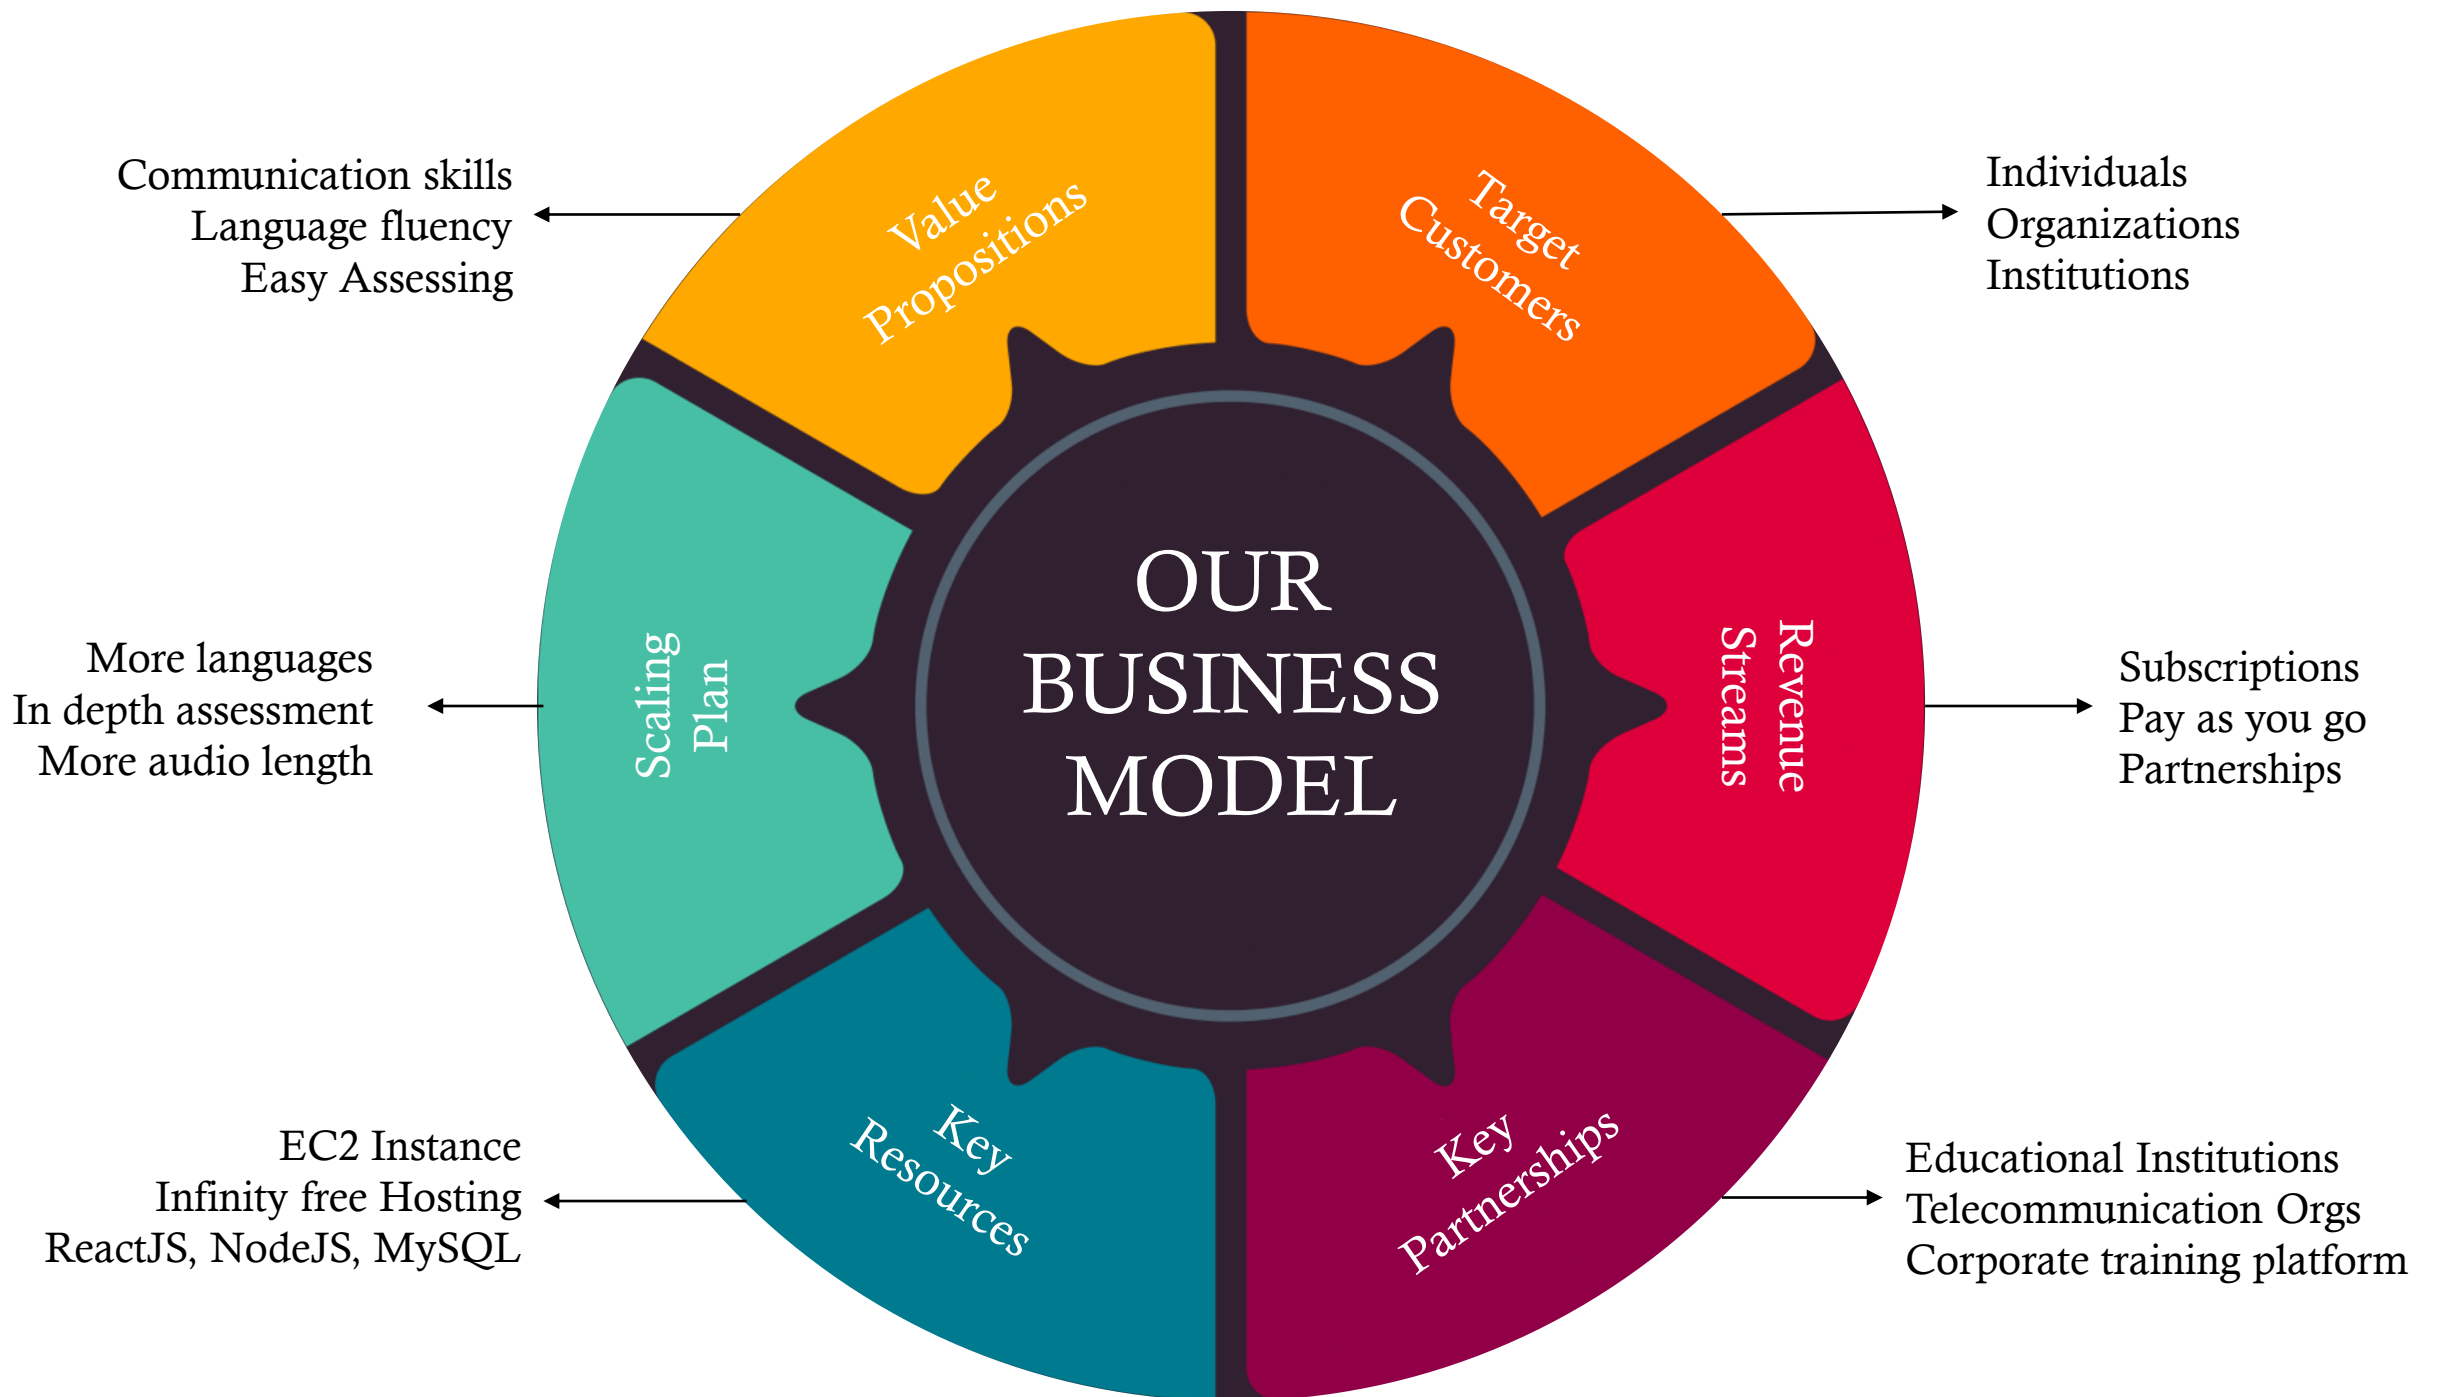 OUR
BUSINESS
MODEL
Value
Propositions
Communication skills
Language fluency
Easy Assessing
Target
Customers
Individuals
Organizations
Institutions
Scaling
Plan
More languages
In depth assessment
More audio length
Revenue
Streams
Subscriptions
Pay as you go
Partnerships
Key
Resources
EC2 Instance
Infinity free Hosting
ReactJS, NodeJS, MySQL
Key
Partnerships
Educational Institutions
Telecommunication Orgs
Corporate training platform